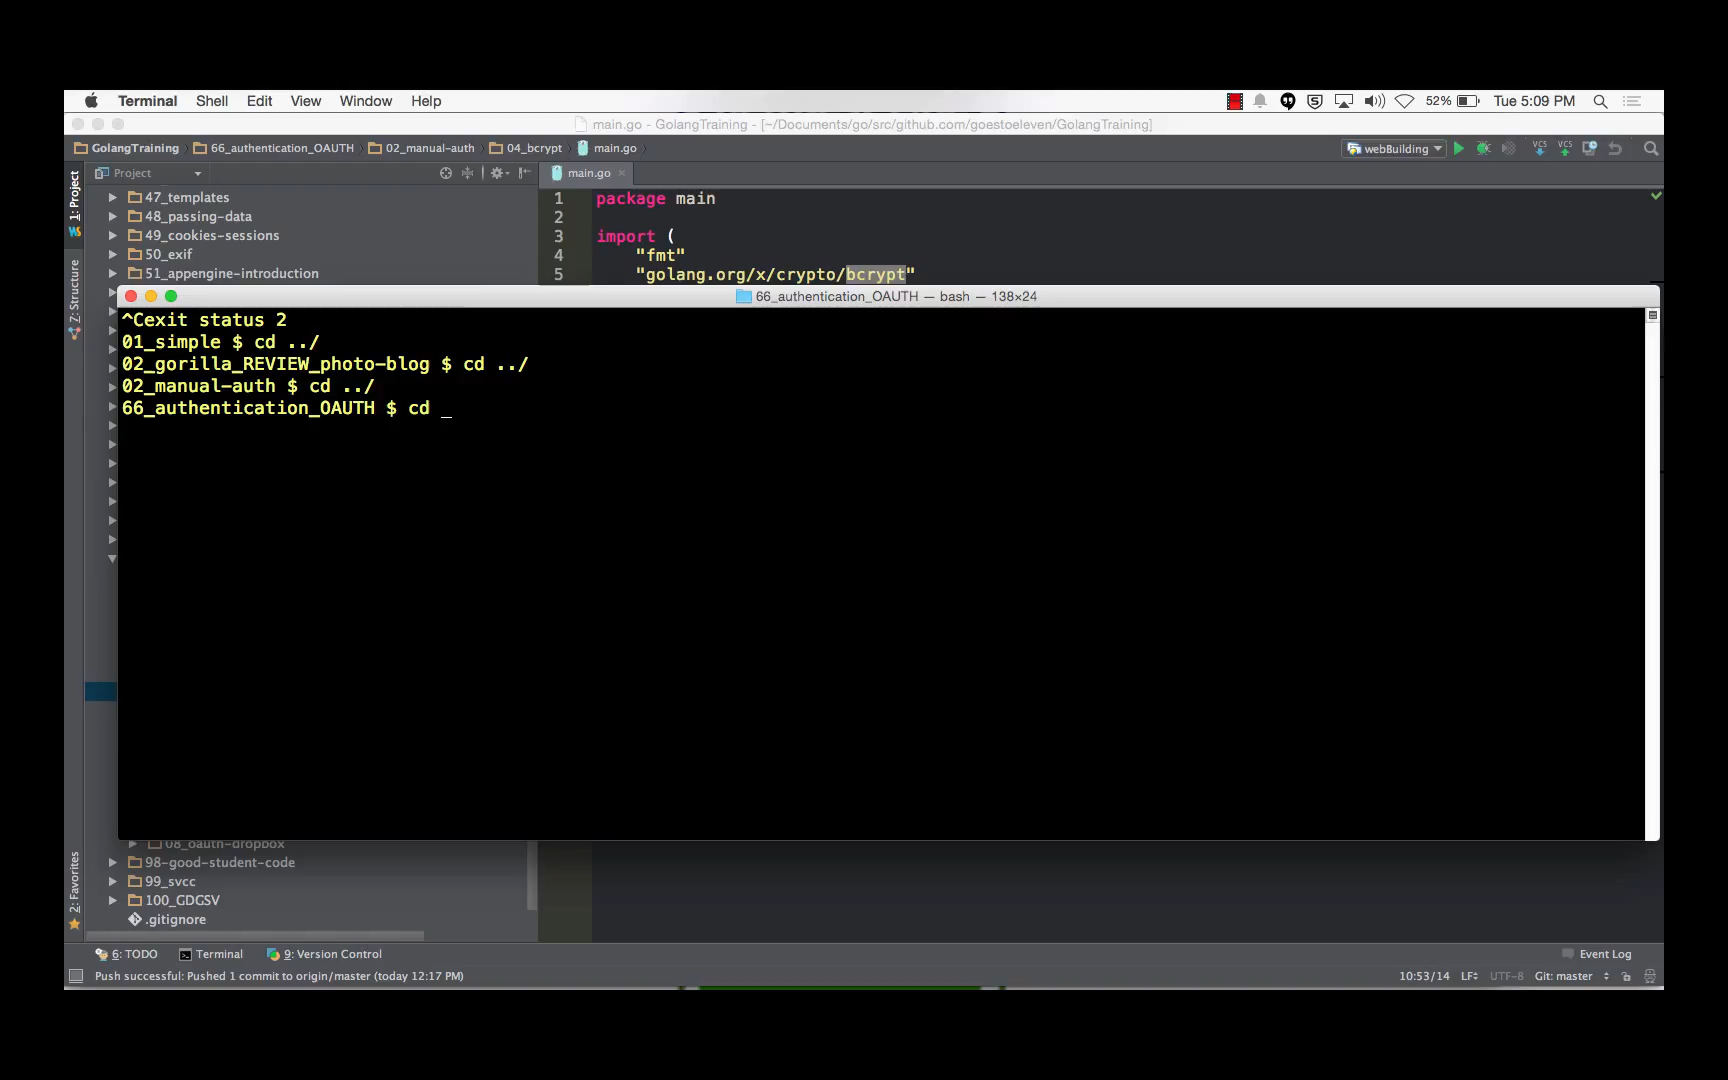 Terminal Shell Edit View Window Help 52% Tue 5:09 PM
main.go - GolangTraining - [~/Documents/go/src/github.com/goestoeleven/GolangTraining]
GolangTraining 66_authentication_OAUTH 02_manual-auth 04_bcrypt main.go webBuilding VCS VCS
1: Project
Z: Structure
2: Favorites
Project
47_templates
48_passing-data
49_cookies-sessions
50_exif
51_appengine-introduction
main.go
1 package main
2
3 import (
4 "fmt"
5 "golang.org/x/crypto/bcrypt"
66_authentication_OAUTH — bash — 138×24
^Cexit status 2
01_simple $ cd ../
02_gorilla_REVIEW_photo-blog $ cd ../
02_manual-auth $ cd ../
66_authentication_OAUTH $ cd _
08_oauth-dropbox
98-good-student-code
99_svcc
100_GDGSV
.gitignore
6: TODO Terminal 9: Version Control Event Log
Push successful: Pushed 1 commit to origin/master (today 12:17 PM) 10:53/14 LF UTF-8 Git: master